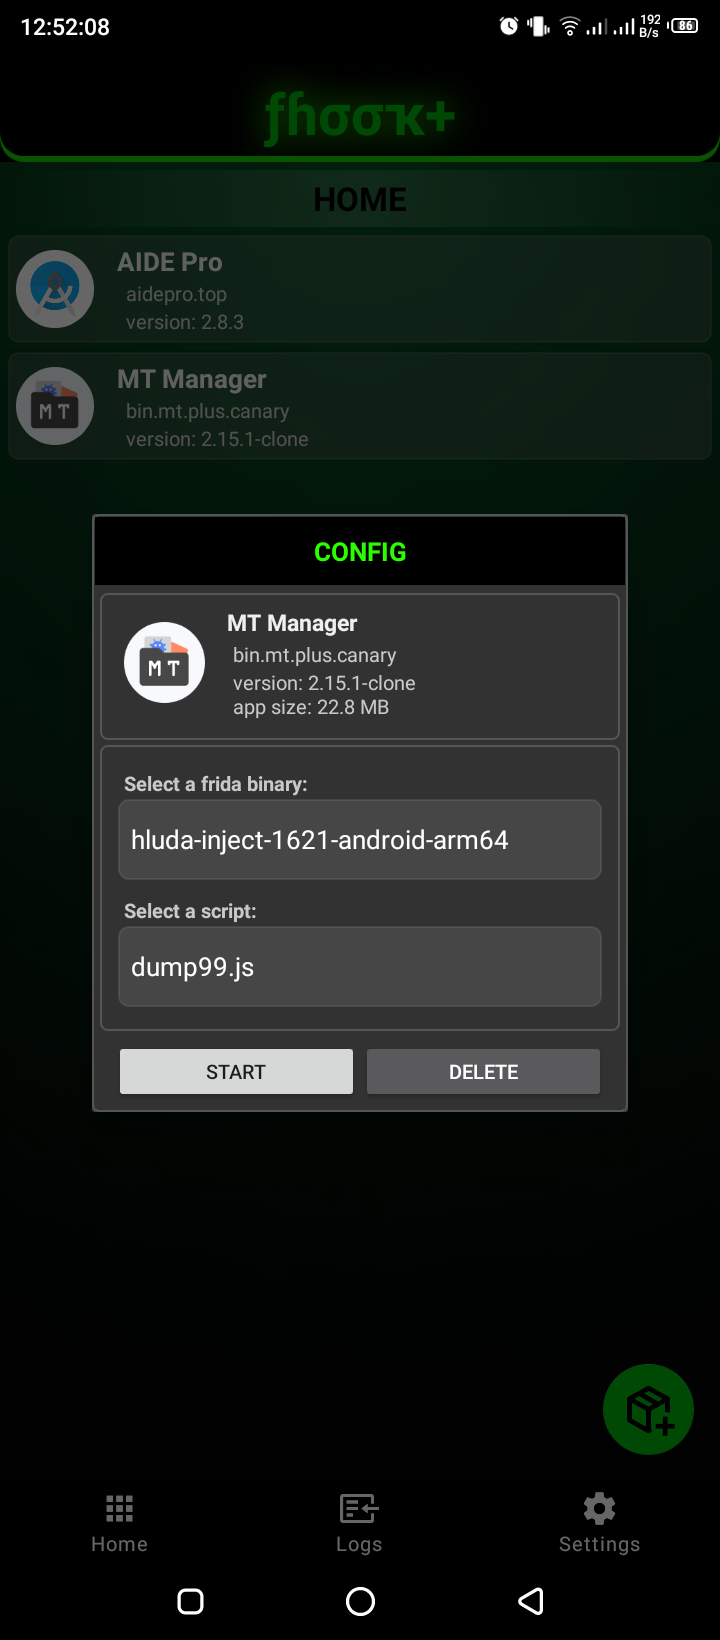 12:52:08
192
B/s
86
ƒɦσσҡ+
HOME
AIDE Pro
aidepro.top
version: 2.8.3
MT
MT Manager
bin.mt.plus.canary
version: 2.15.1-clone
CONFIG
MT
MT Manager
bin.mt.plus.canary
version: 2.15.1-clone
app size: 22.8 MB
Select a frida binary:
hluda-inject-1621-android-arm64
Select a script:
dump99.js
START DELETE
Home Logs Settings